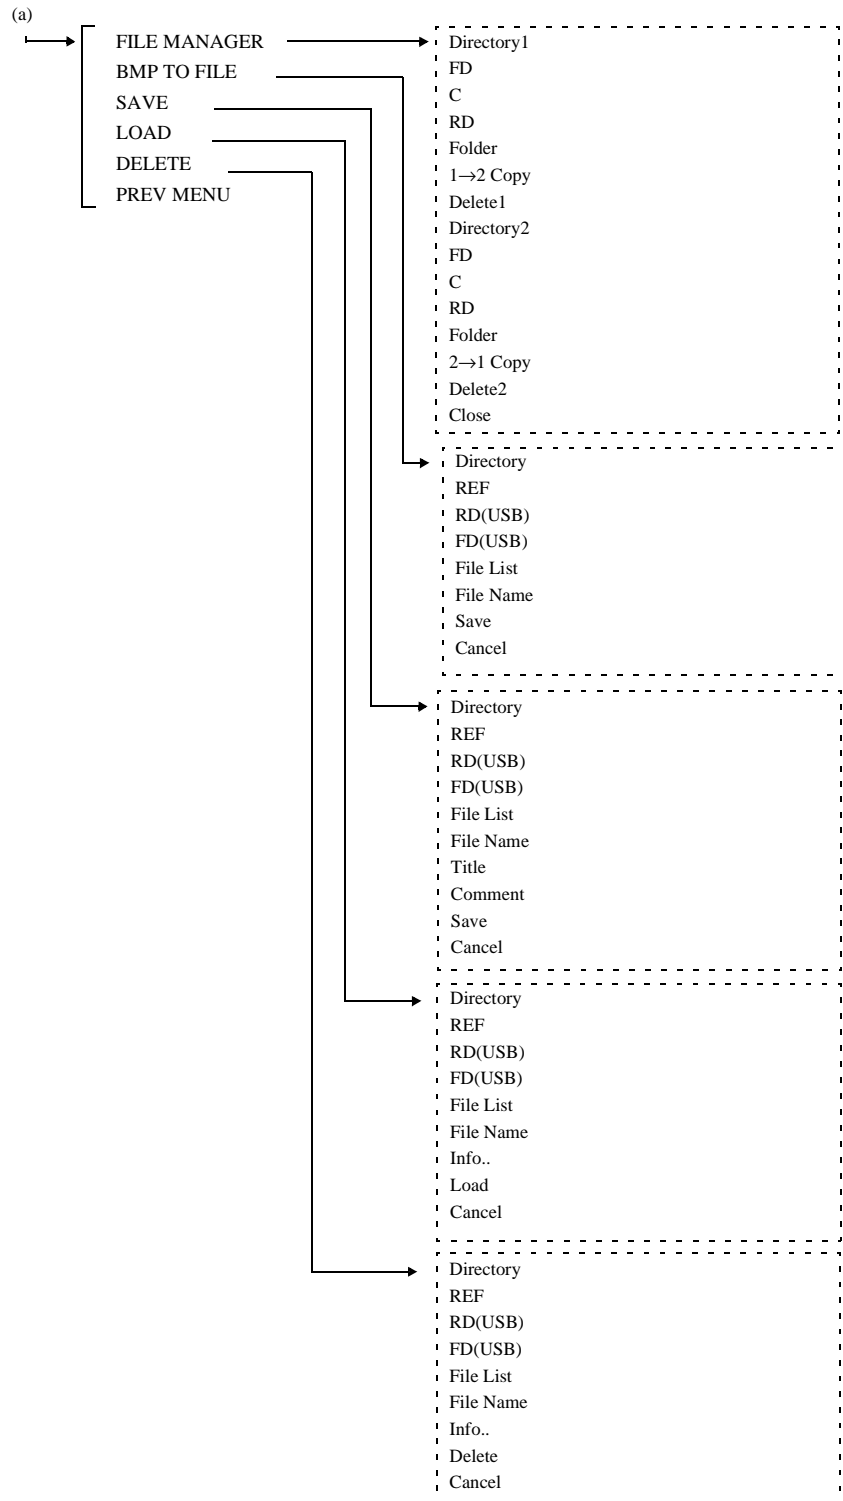 (a)
FILE MANAGER
BMP TO FILE
SAVE
LOAD
DELETE
PREV MENU
Directory1
FD
C
RD
Folder
1→2 Copy
Delete1
Directory2
FD
C
RD
Folder
2→1 Copy
Delete2
Close
Directory
REF
RD(USB)
FD(USB)
File List
File Name
Save
Cancel
Directory
REF
RD(USB)
FD(USB)
File List
File Name
Title
Comment
Save
Cancel
Directory
REF
RD(USB)
FD(USB)
File List
File Name
Info..
Load
Cancel
Directory
REF
RD(USB)
FD(USB)
File List
File Name
Info..
Delete
Cancel